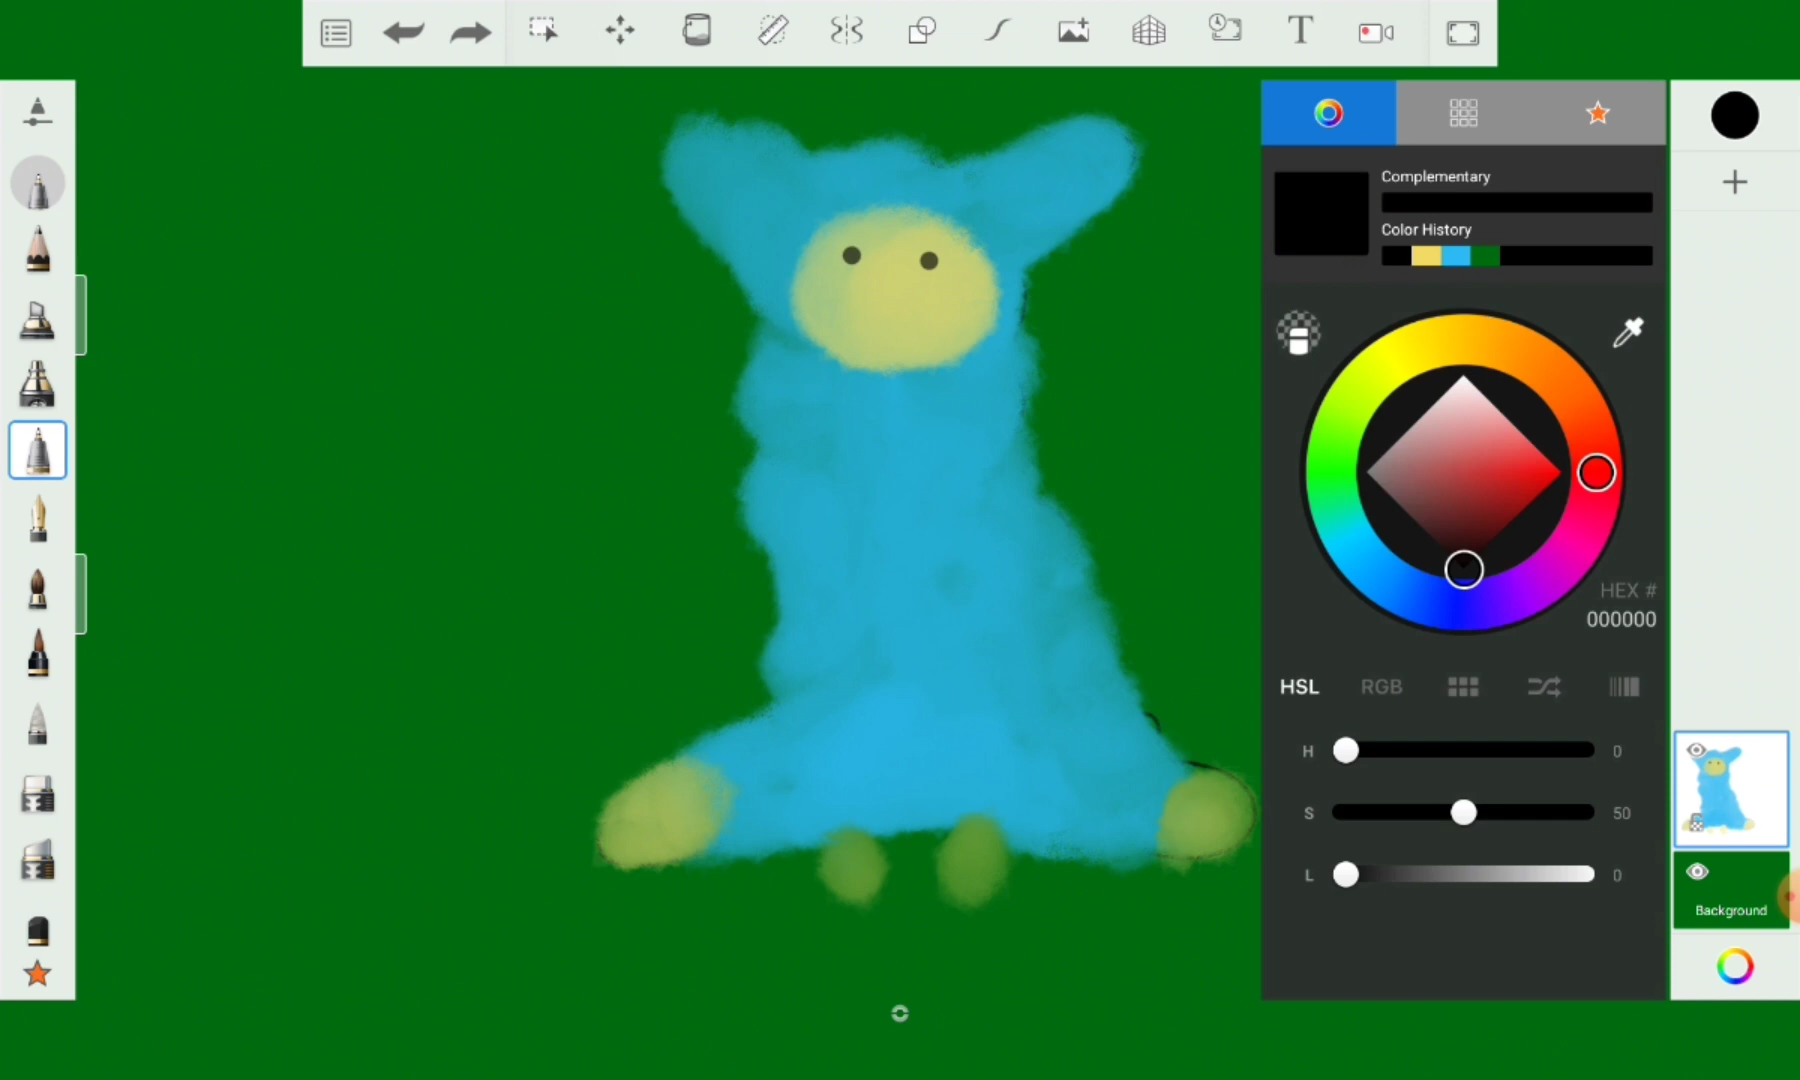 T
Complementary
Color History
HEX #
000000
HSL RGB
H 0
S 50
L 0
Background